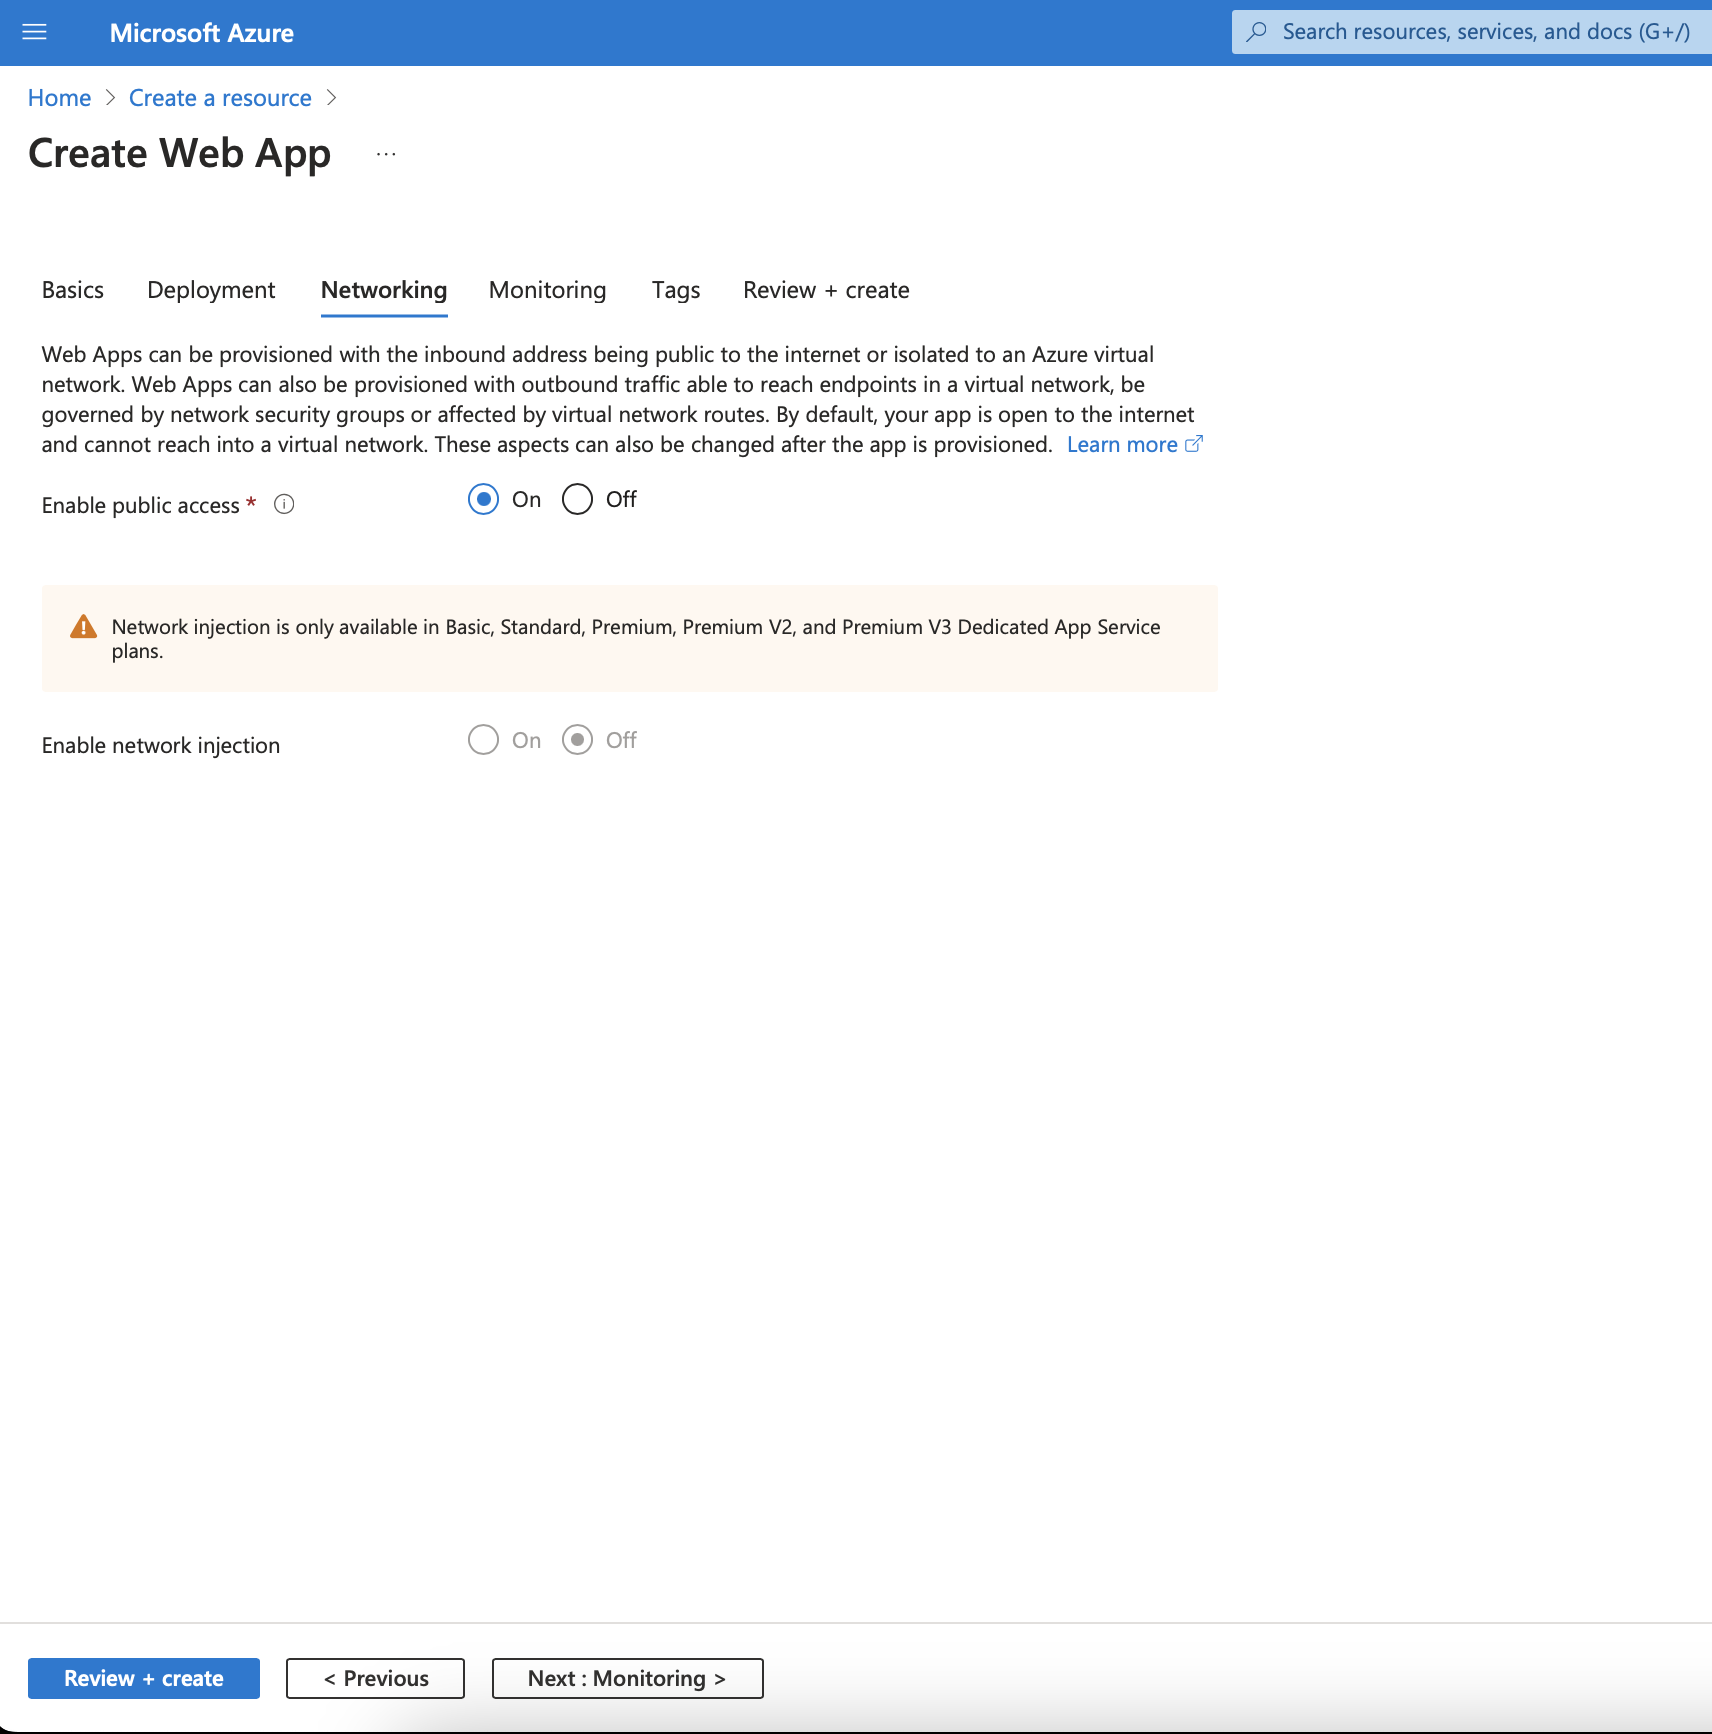 Microsoft Azure
Search resources, services, and docs (G+/)
Home > Create a resource >
Create Web App ...
Basics Deployment Networking Monitoring Tags Review + create
Web Apps can be provisioned with the inbound address being public to the internet or isolated to an Azure virtual
network. Web Apps can also be provisioned with outbound traffic able to reach endpoints in a virtual network, be
governed by network security groups or affected by virtual network routes. By default, your app is open to the internet
and cannot reach into a virtual network. These aspects can also be changed after the app is provisioned. Learn more
Enable public access * On Off
Network injection is only available in Basic, Standard, Premium, Premium V2, and Premium V3 Dedicated App Service
plans.
Enable network injection On Off
Review + create < Previous Next : Monitoring >